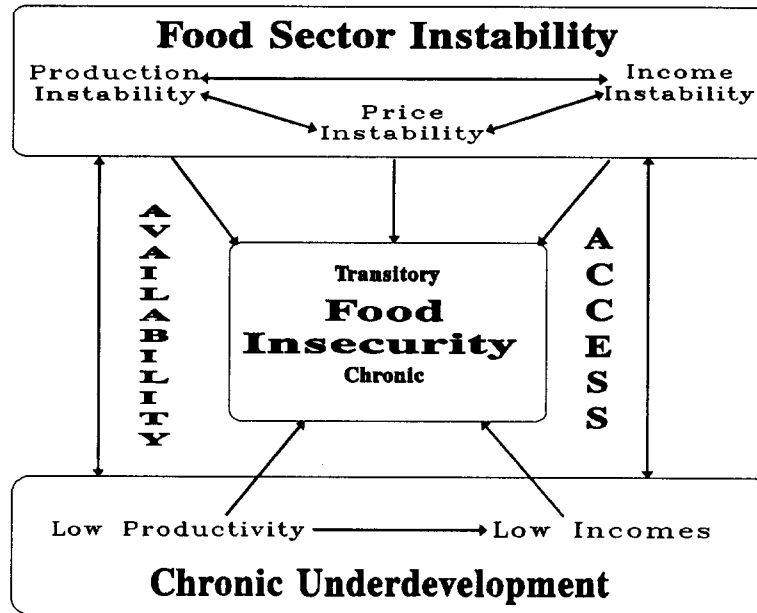 Food Sector Instability
Production
Instability
Income
Instability
Price
Instability
AVAILABILITY
ACCESS
Transitory
Food
Insecurity
Chronic
Low Productivity
Low Incomes
Chronic Underdevelopment